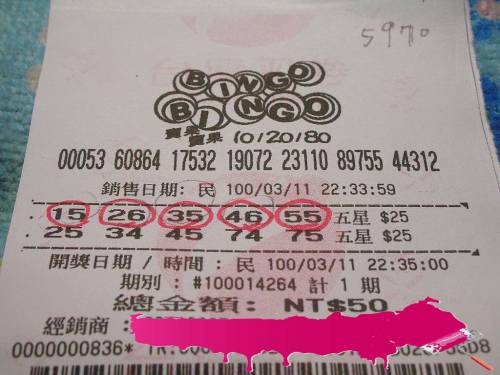 5970
BINGO
BINGO
賓果
賓果 10/20/80
00053 60864 17532 19072 23110 89755 44312
銷售日期: 民 100/03/11 22:33:59
15 26 35 46 55 五星 $25
25 34 45 74 75 五星 $25
開獎日期 / 時間 : 民 100/03/11 22:35:00
期別 : #100014264 計 1 期
總金額: NT$50
經銷商 :
0000000836*